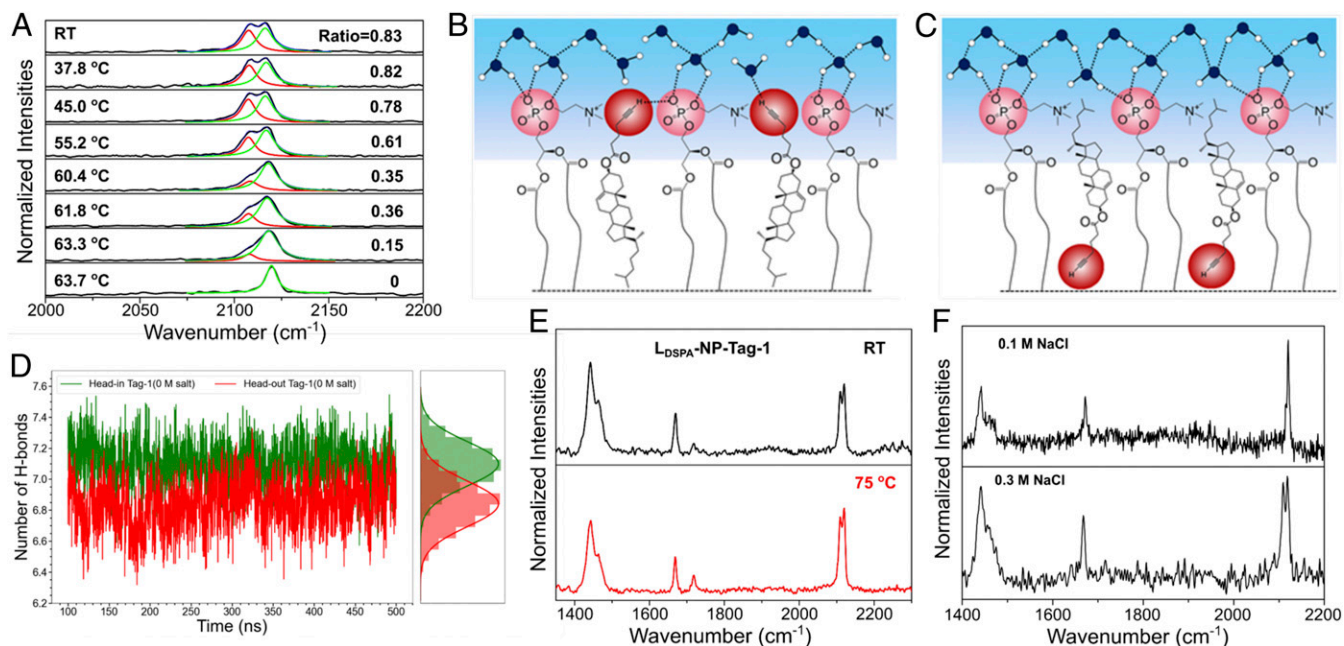 A
RT
Ratio=0.83
37.8 °C
0.82
45.0 °C
0.78
55.2 °C
0.61
60.4 °C
0.35
61.8 °C
0.36
63.3 °C
0.15
63.7 °C
0
Normalized Intensities
2000 2050 2100 2150 2200
Wavenumber (cm-1)
B
C
D
Head-in Tag-1(0 M salt)
Head-out Tag-1(0 M salt)
Number of H-bonds
7.6
7.4
7.2
7.0
6.8
6.6
6.4
6.2
100 150 200 250 300 350 400 450 500
Time (ns)
E
LDSPA-NP-Tag-1
RT
75 °C
Normalized Intensities
1400 1600 1800 2000 2200
Wavenumber (cm-1)
F
0.1 M NaCl
0.3 M NaCl
Normalized Intensities
1400 1600 1800 2000 2200
Wavenumber (cm-1)